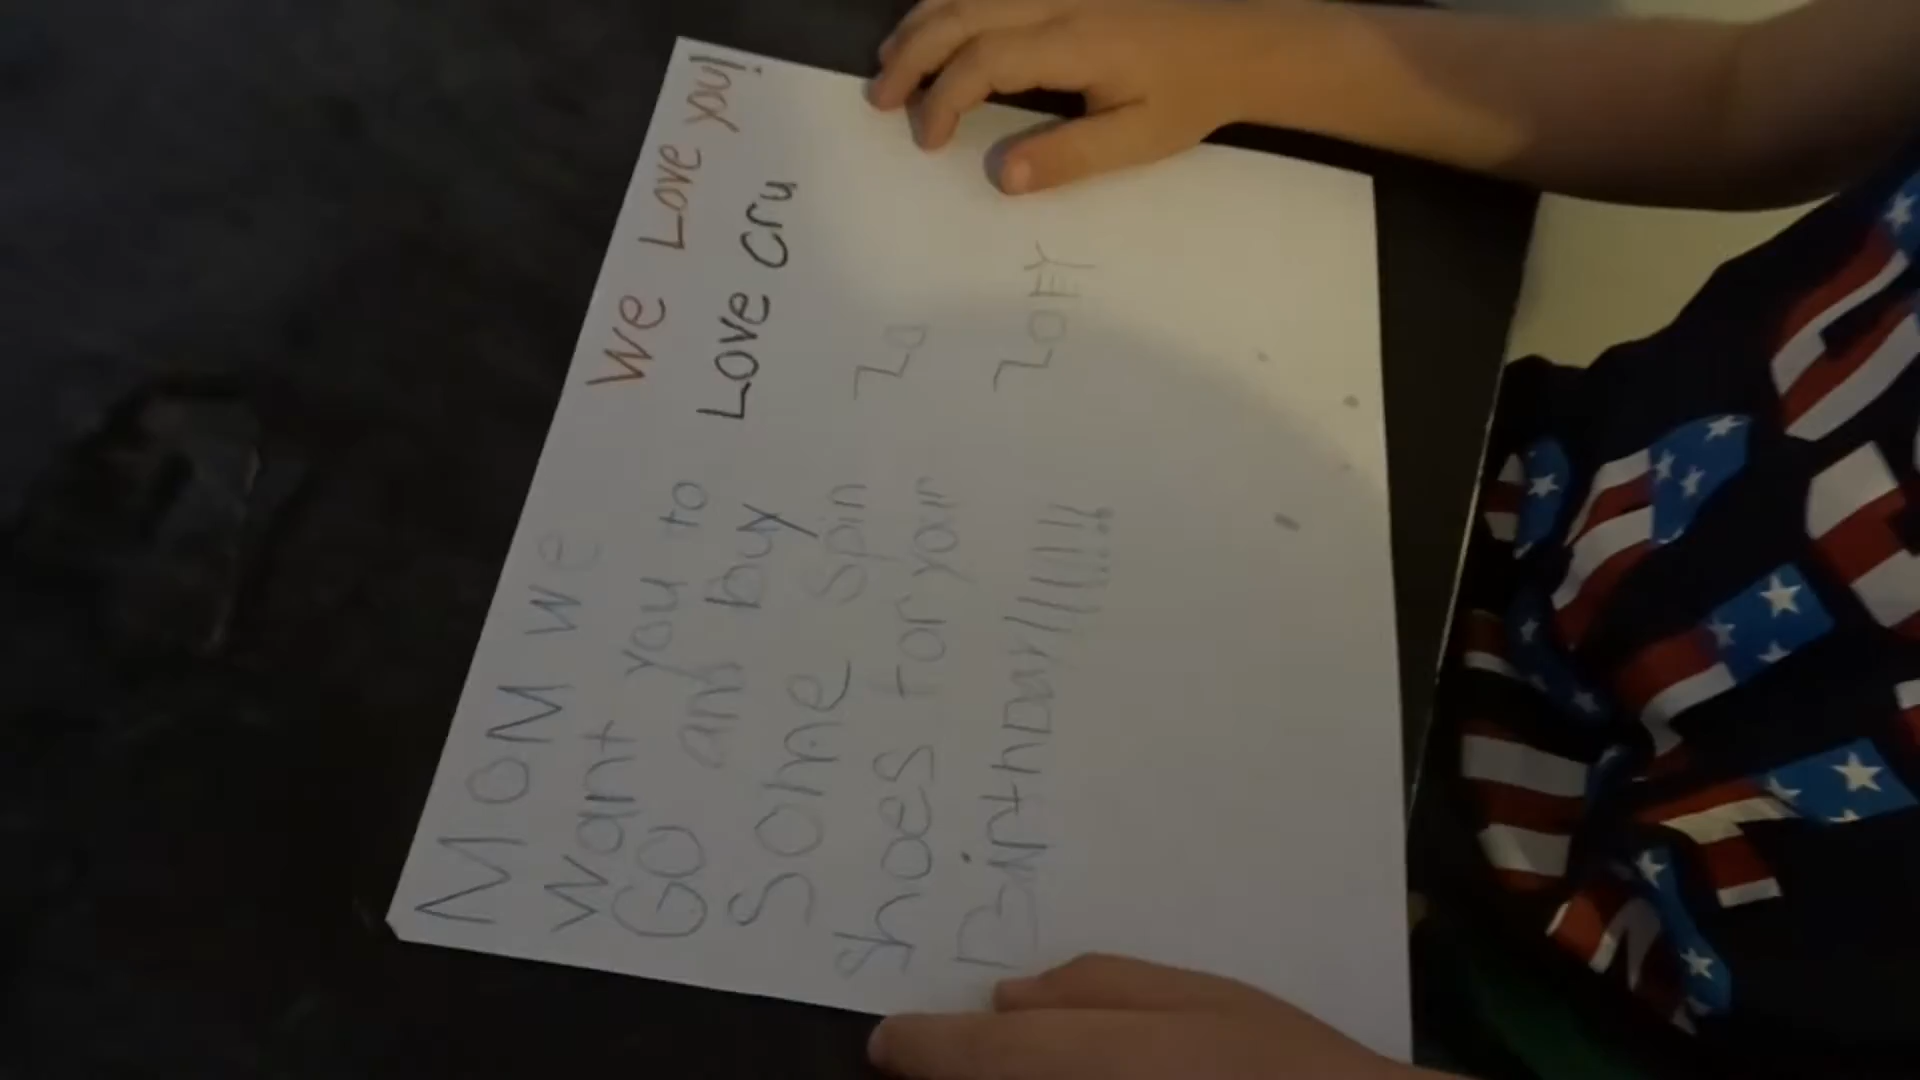 MOM we
want you to
GO and buy
Some spin
shoes for your
BirthDay!!!!!!!
We Love you!
Love cru
Zo
ZOEY